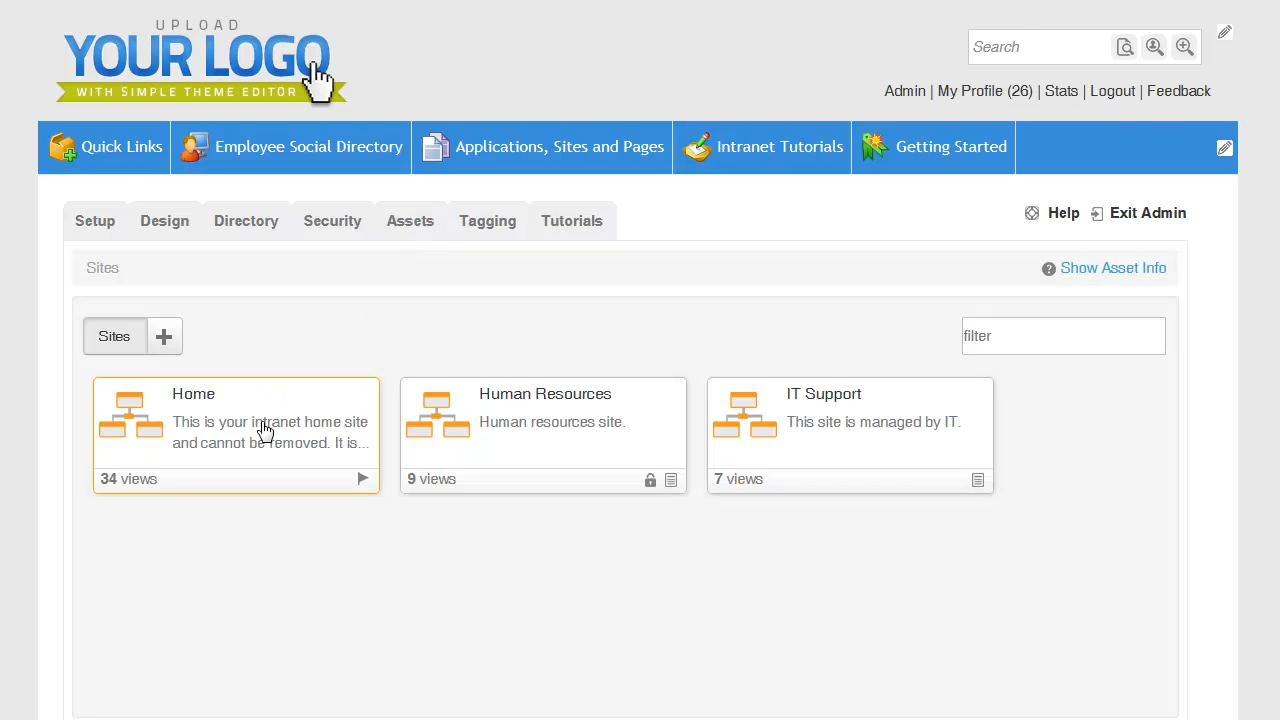 UPLOAD
YOUR LOGO
WITH SIMPLE THEME EDITOR
Search
Admin | My Profile (26) | Stats | Logout | Feedback
Quick Links
Employee Social Directory
Applications, Sites and Pages
Intranet Tutorials
Getting Started
Setup
Design
Directory
Security
Assets
Tagging
Tutorials
Help
Exit Admin
Sites
Show Asset Info
Sites
filter
Home
This is your intranet home site
and cannot be removed. It is...
34 views
Human Resources
Human resources site.
9 views
IT Support
This site is managed by IT.
7 views